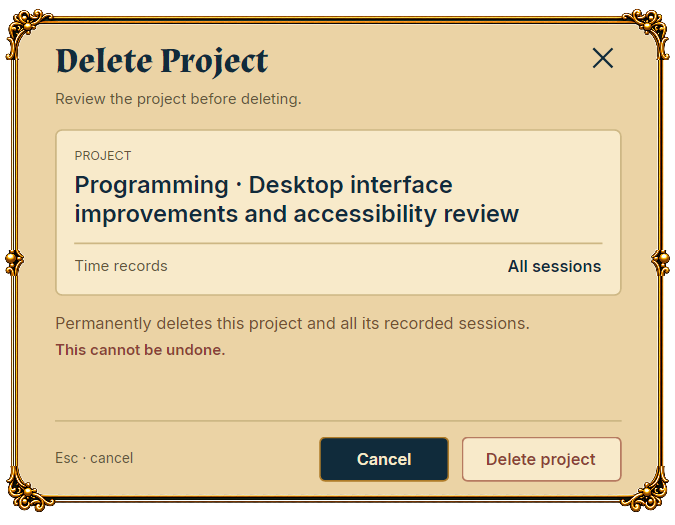 Delete Project
Review the project before deleting.
PROJECT
Programming · Desktop interface
improvements and accessibility review
Time records
All sessions
Permanently deletes this project and all its recorded sessions.
This cannot be undone.
Esc · cancel
Cancel
Delete project